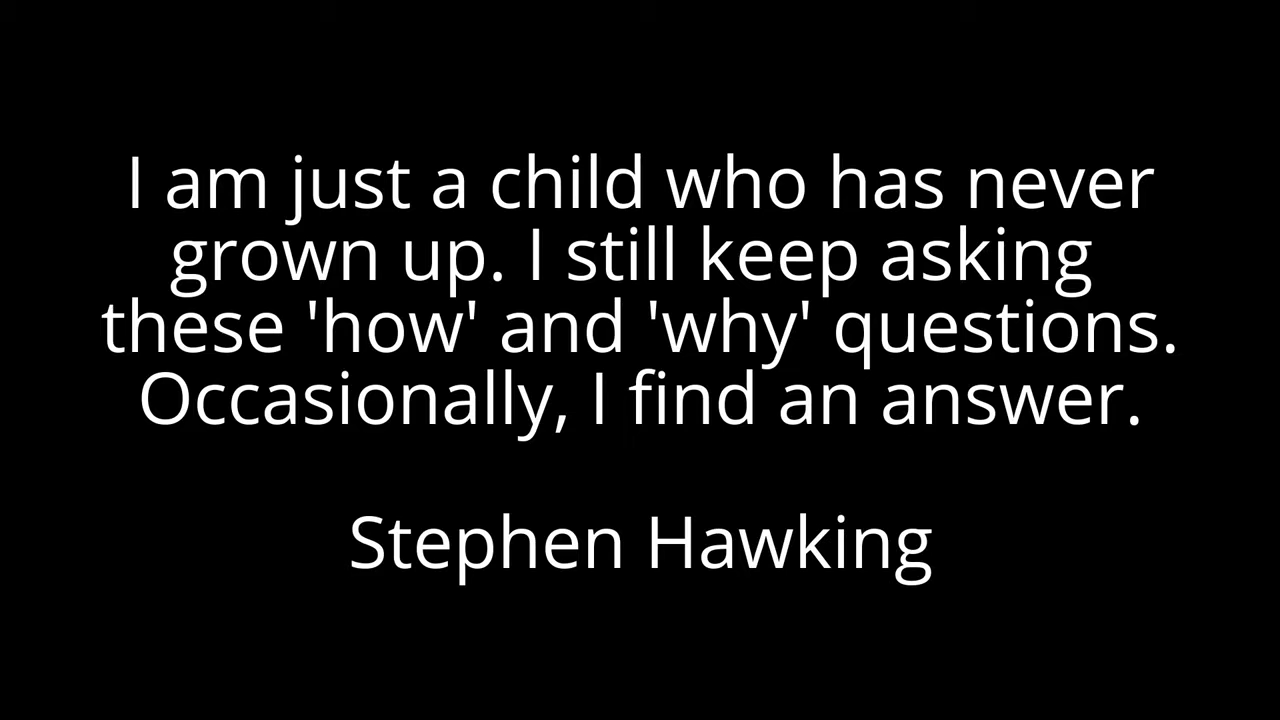 I am just a child who has never
grown up. I still keep asking
these 'how' and 'why' questions.
Occasionally, I find an answer.
Stephen Hawking